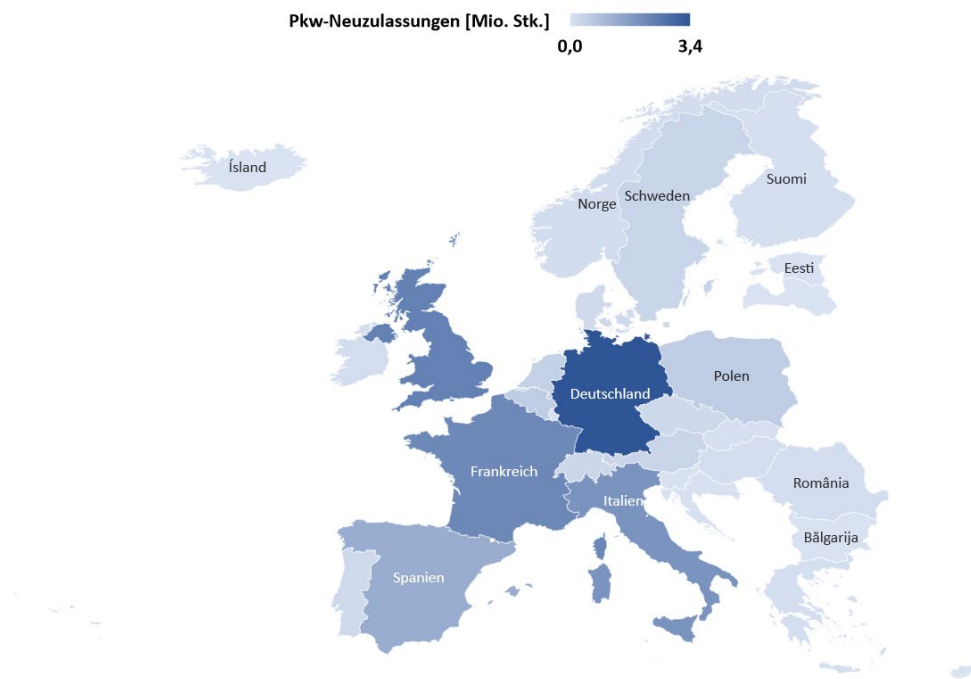 Pkw-Neuzulassungen [Mio. Stk.]
0,0 3,4
Ísland
Suomi
Norge Schweden
Eesti
Polen
Deutschland
Frankreich
România
Italien
Bălgarija
Spanien